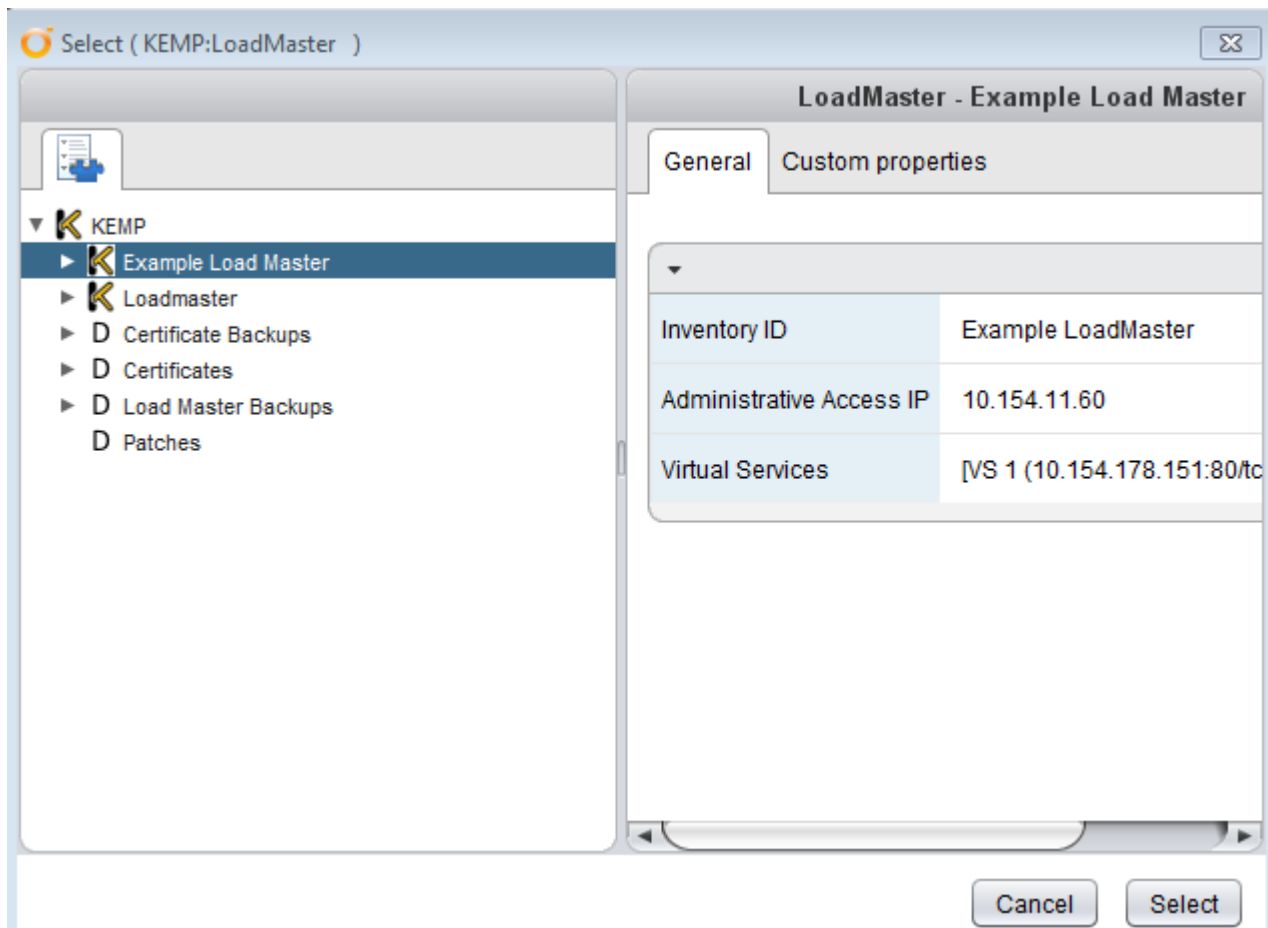 Select ( KEMP:LoadMaster )
LoadMaster - Example Load Master
General Custom properties
KEMP
Example Load Master
Loadmaster
D Certificate Backups
D Certificates
D Load Master Backups
D Patches
Inventory ID Example LoadMaster
Administrative Access IP 10.154.11.60
Virtual Services [VS 1 (10.154.178.151:80/tc
Cancel Select